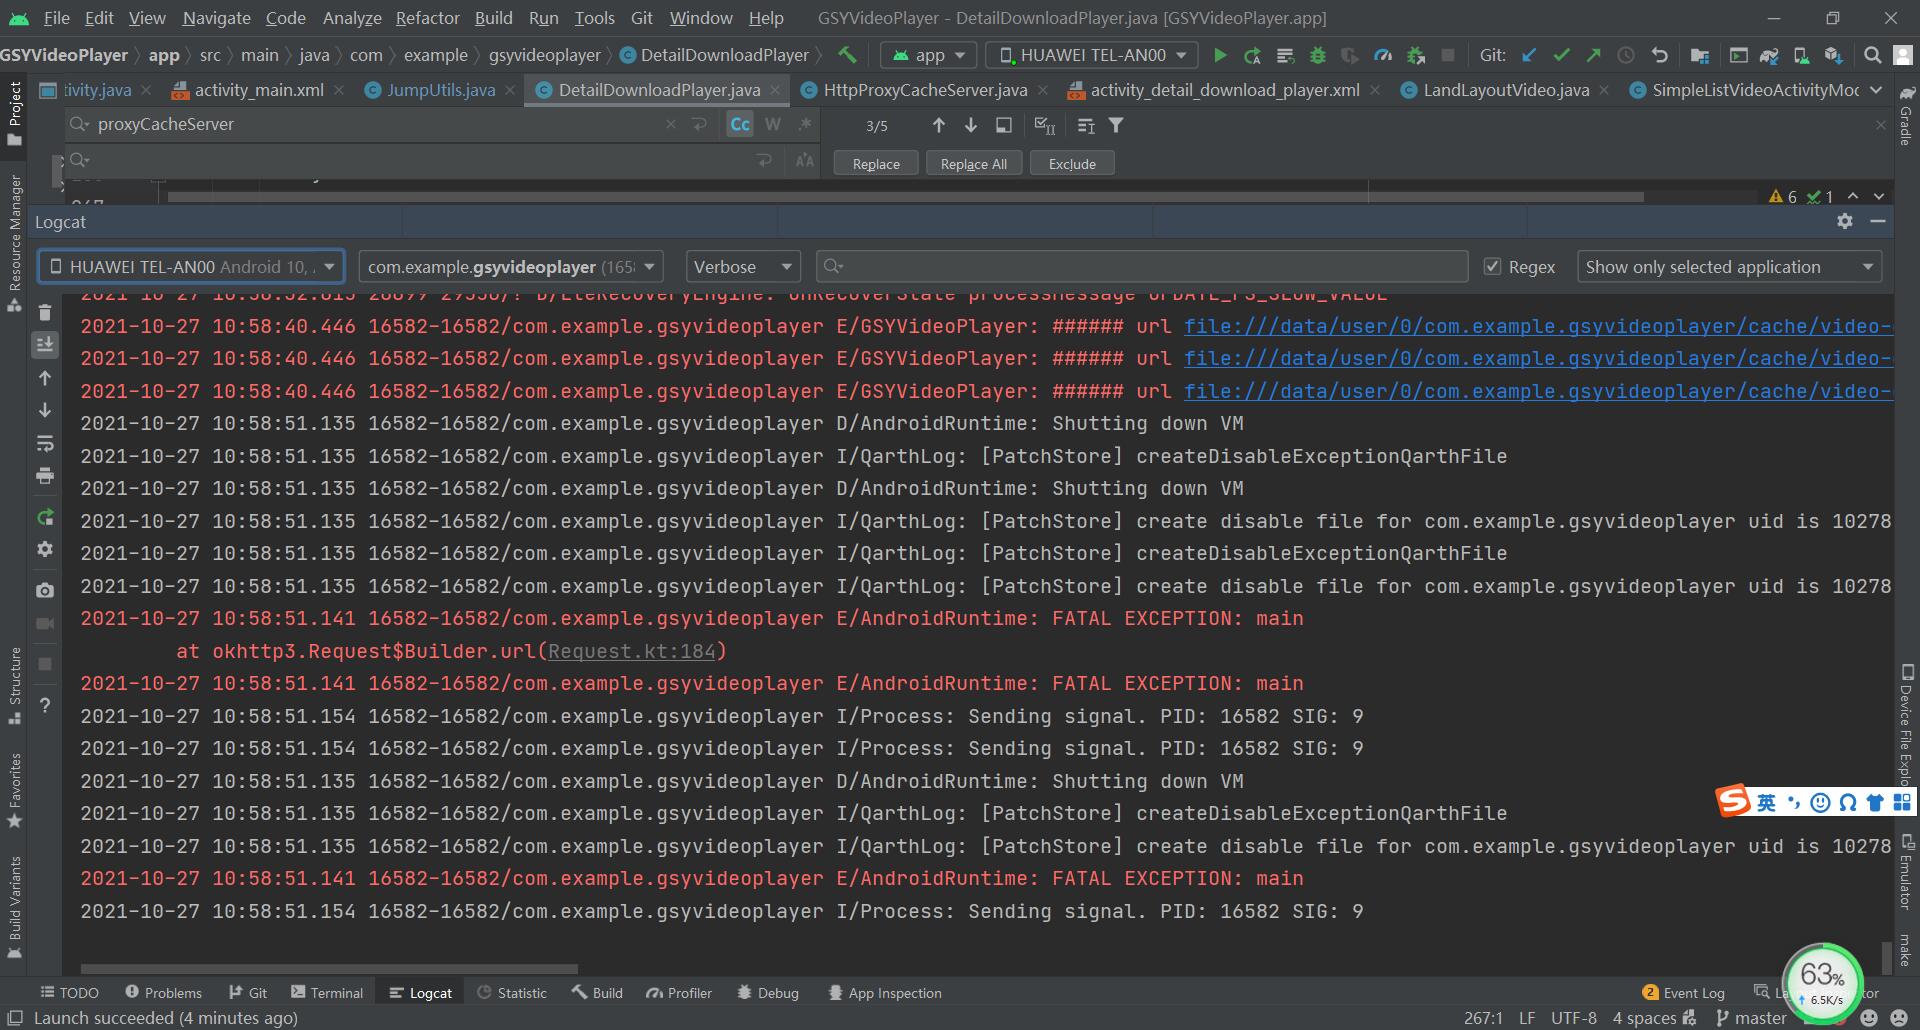 File Edit View Navigate Code Analyze Refactor Build Run Tools Git Window Help GSYVideoPlayer - DetailDownloadPlayer.java [GSYVideoPlayer.app]
GSYVideoPlayer app src main java com example gsyvideoplayer DetailDownloadPlayer app HUAWEI TEL-AN00 Git:
tivity.java activity_main.xml JumpUtils.java DetailDownloadPlayer.java HttpProxyCacheServer.java activity_detail_download_player.xml LandLayoutVideo.java SimpleListVideoActivityMod
proxyCacheServer Cc W .* 3/5
Replace Replace All Exclude
6 1
Logcat
HUAWEI TEL-AN00 Android 10, com.example.gsyvideoplayer (1658 Verbose Regex Show only selected application
2021-10-27 10:58:32.615 28899-29550/? D/LteRecoveryEngine: unRecoverState processMessage UPDATE_PS_SLOW_VALUE
2021-10-27 10:58:40.446 16582-16582/com.example.gsyvideoplayer E/GSYVideoPlayer: ###### url file:///data/user/0/com.example.gsyvideoplayer/cache/video-
2021-10-27 10:58:40.446 16582-16582/com.example.gsyvideoplayer E/GSYVideoPlayer: ###### url file:///data/user/0/com.example.gsyvideoplayer/cache/video-
2021-10-27 10:58:40.446 16582-16582/com.example.gsyvideoplayer E/GSYVideoPlayer: ###### url file:///data/user/0/com.example.gsyvideoplayer/cache/video-
2021-10-27 10:58:51.135 16582-16582/com.example.gsyvideoplayer D/AndroidRuntime: Shutting down VM
2021-10-27 10:58:51.135 16582-16582/com.example.gsyvideoplayer I/QarthLog: [PatchStore] createDisableExceptionQarthFile
2021-10-27 10:58:51.135 16582-16582/com.example.gsyvideoplayer D/AndroidRuntime: Shutting down VM
2021-10-27 10:58:51.135 16582-16582/com.example.gsyvideoplayer I/QarthLog: [PatchStore] create disable file for com.example.gsyvideoplayer uid is 10278
2021-10-27 10:58:51.135 16582-16582/com.example.gsyvideoplayer I/QarthLog: [PatchStore] createDisableExceptionQarthFile
2021-10-27 10:58:51.135 16582-16582/com.example.gsyvideoplayer I/QarthLog: [PatchStore] create disable file for com.example.gsyvideoplayer uid is 10278
2021-10-27 10:58:51.141 16582-16582/com.example.gsyvideoplayer E/AndroidRuntime: FATAL EXCEPTION: main
at okhttp3.Request$Builder.url(Request.kt:184)
2021-10-27 10:58:51.141 16582-16582/com.example.gsyvideoplayer E/AndroidRuntime: FATAL EXCEPTION: main
2021-10-27 10:58:51.154 16582-16582/com.example.gsyvideoplayer I/Process: Sending signal. PID: 16582 SIG: 9
2021-10-27 10:58:51.154 16582-16582/com.example.gsyvideoplayer I/Process: Sending signal. PID: 16582 SIG: 9
2021-10-27 10:58:51.135 16582-16582/com.example.gsyvideoplayer D/AndroidRuntime: Shutting down VM
2021-10-27 10:58:51.135 16582-16582/com.example.gsyvideoplayer I/QarthLog: [PatchStore] createDisableExceptionQarthFile
2021-10-27 10:58:51.135 16582-16582/com.example.gsyvideoplayer I/QarthLog: [PatchStore] create disable file for com.example.gsyvideoplayer uid is 10278
2021-10-27 10:58:51.141 16582-16582/com.example.gsyvideoplayer E/AndroidRuntime: FATAL EXCEPTION: main
2021-10-27 10:58:51.154 16582-16582/com.example.gsyvideoplayer I/Process: Sending signal. PID: 16582 SIG: 9
Project
Resource Manager
Structure
Favorites
Build Variants
Gradle
Device File Explo
Emulator
make
英
63%
6.5K/s
TODO Problems Git Terminal Logcat Statistic Build Profiler Debug App Inspection 2 Event Log
Launch succeeded (4 minutes ago) 267:1 LF UTF-8 4 spaces master